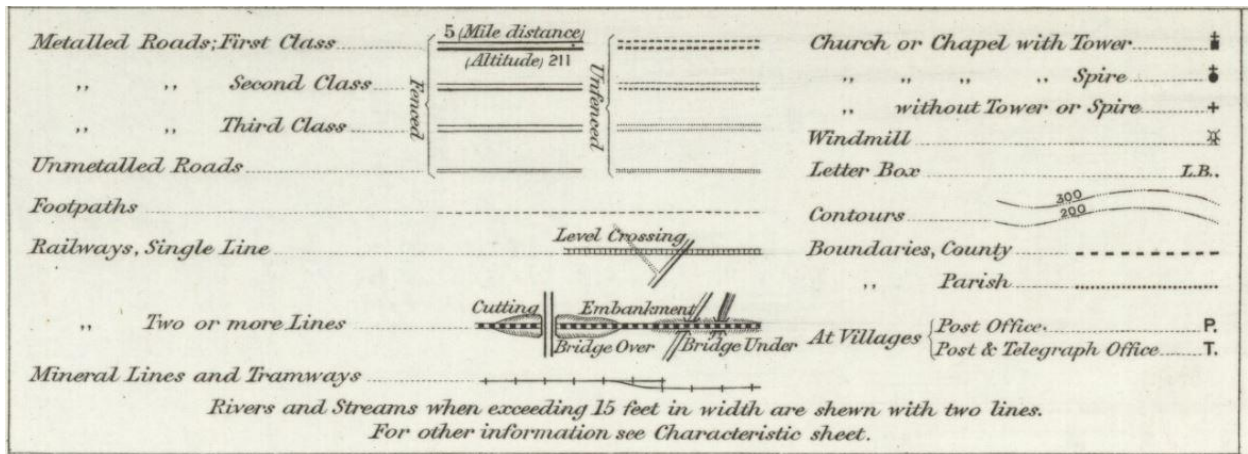 Metalled Roads; First Class
5 (Mile distance)
(Altitude) 211
,, ,, Second Class
,, ,, Third Class
Unmetalled Roads
Fenced
Unfenced
Footpaths
Railways, Single Line
Level Crossing
,, Two or more Lines
Cutting
Embankment
Bridge Over
Bridge Under
Mineral Lines and Tramways
Church or Chapel with Tower
,, ,, ,, ,, Spire
,, without Tower or Spire
Windmill
Letter Box L.B..
Contours
300
200
Boundaries, County
,, Parish
At Villages
Post Office. P.
Post & Telegraph Office T.
Rivers and Streams when exceeding 15 feet in width are shewn with two lines.
For other information see Characteristic sheet.